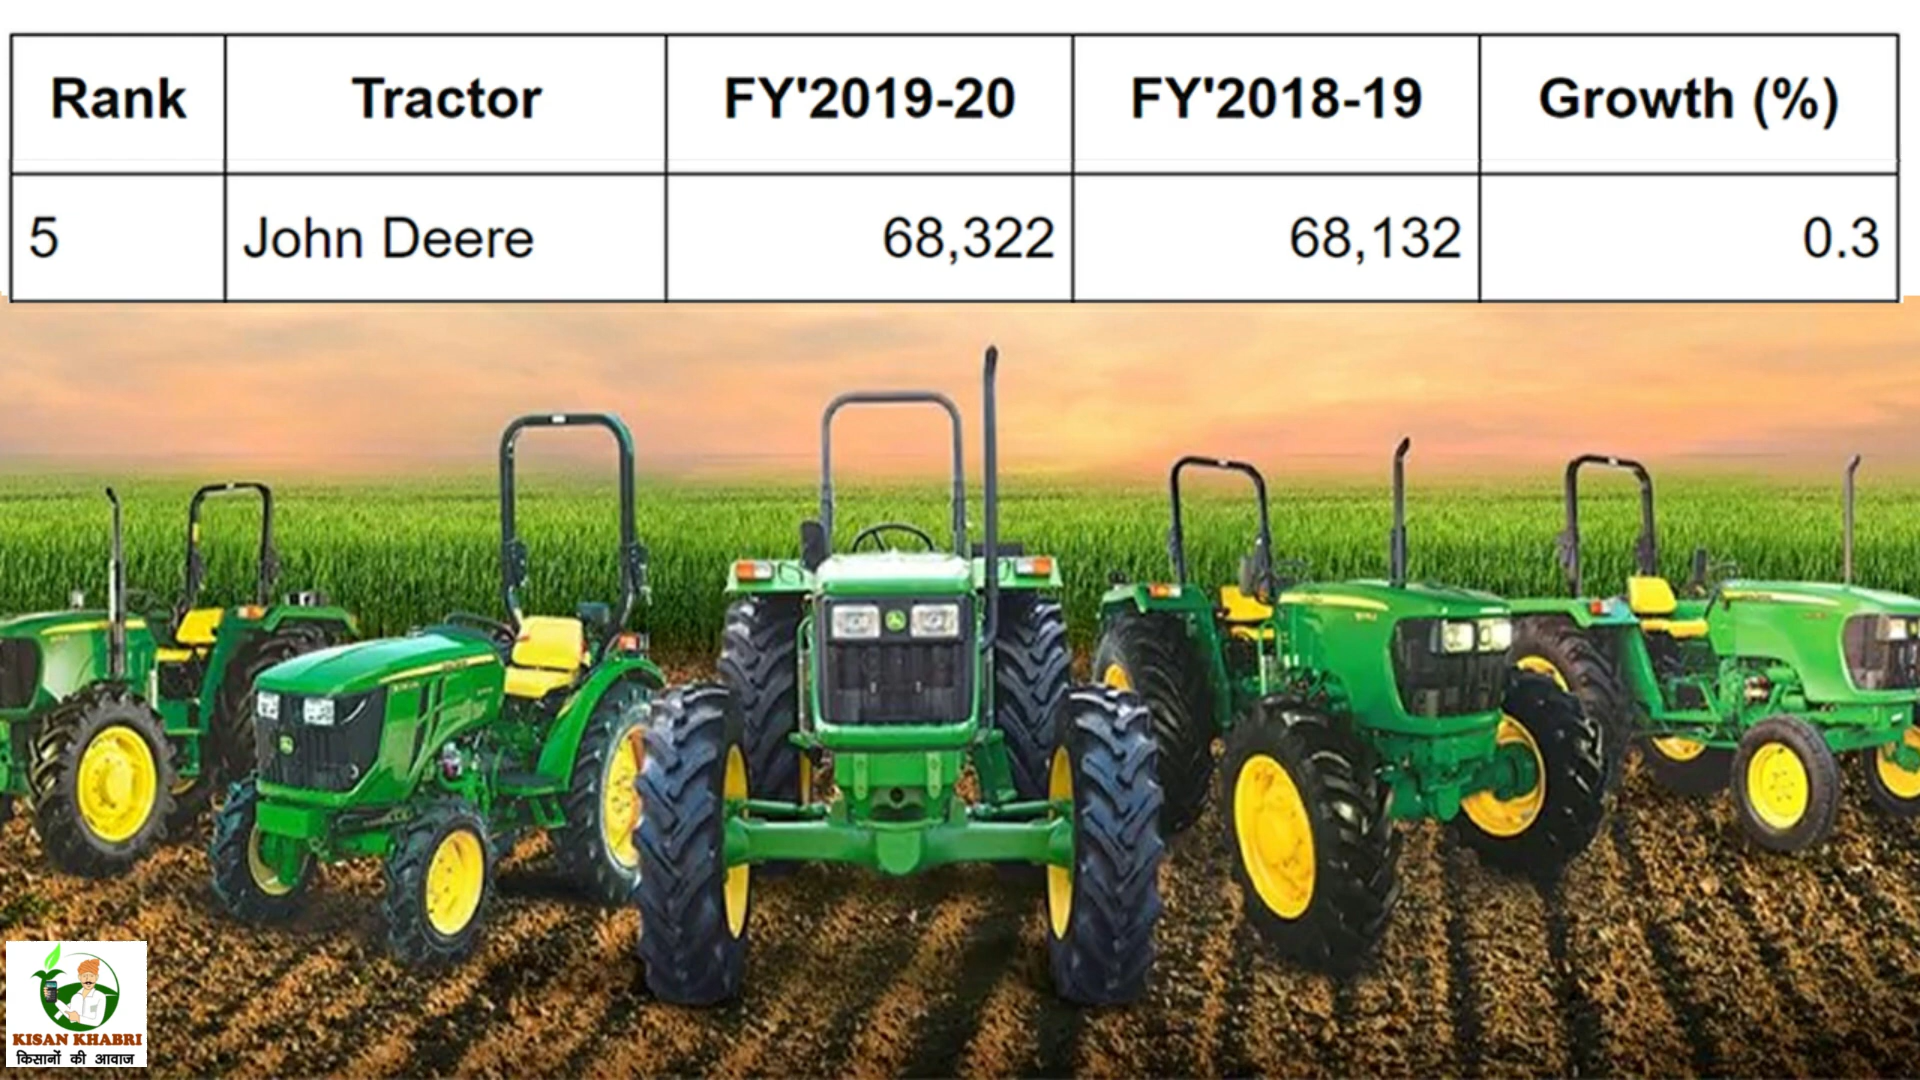 Rank Tractor FY'2019-20 FY'2018-19 Growth (%)
5 John Deere 68,322 68,132 0.3
KISAN KHABRI
किसानों की आवाज